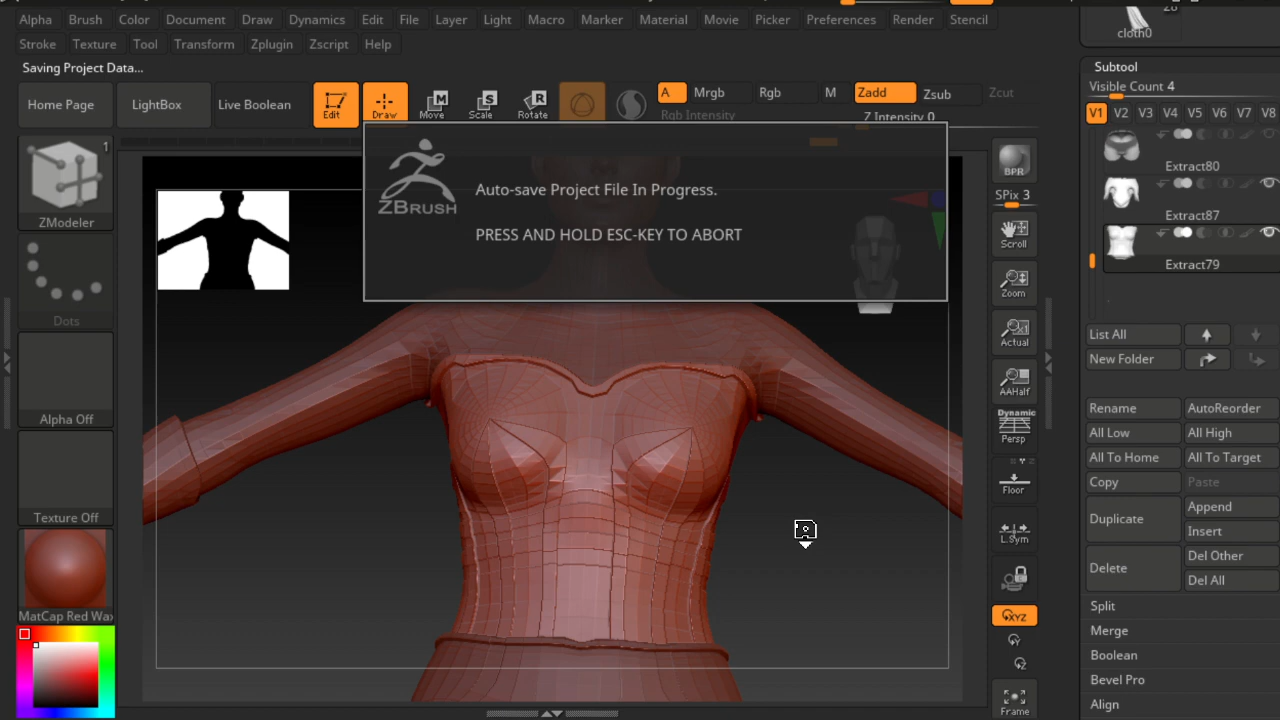 Alpha Brush Color Document Draw Dynamics Edit File Layer Light Macro Marker Material Movie Picker Preferences Render Stencil
Stroke Texture Tool Transform Zplugin Zscript Help
Saving Project Data...
Home Page LightBox Live Boolean Edit Draw Move Scale Rotate A Mrgb Rgb M Zadd Zsub Zcut
Rgb Intensity Z Intensity 0
ZBRUSH
Auto-save Project File In Progress.
PRESS AND HOLD ESC-KEY TO ABORT
1
ZModeler
Dots
Alpha Off
Texture Off
MatCap Red Wax
BPR
SPix 3
Scroll
Zoom
Actual
AAHalf
Dynamic
Persp
Floor
L.Sym
XYZ
Y
Z
Frame
28
cloth0
Subtool
Visible Count 4
V1 V2 V3 V4 V5 V6 V7 V8
Extract80
Extract87
Extract79
List All
New Folder
Rename AutoReorder
All Low All High
All To Home All To Target
Copy Paste
Duplicate Append
Insert
Delete Del Other
Del All
Split
Merge
Boolean
Bevel Pro
Align